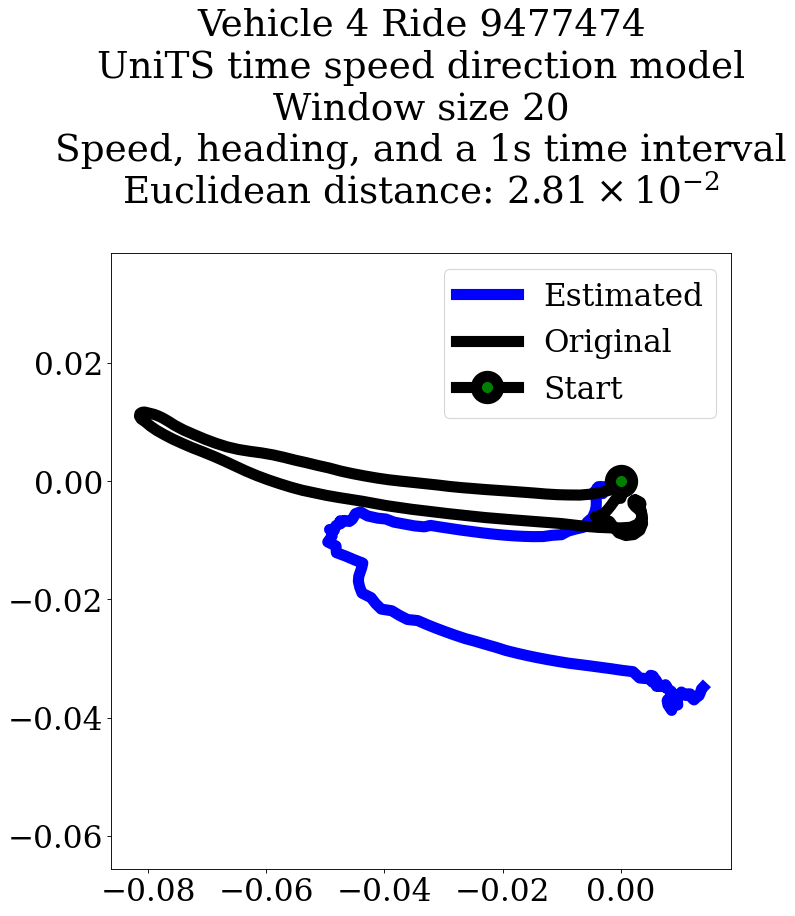 Vehicle 4 Ride 9477474
UniTS time speed direction model
Window size 20
Speed, heading, and a 1s time interval
Euclidean distance: 2.81 × 10⁻²
Estimated
Original
Start
0.02
0.00
−0.02
−0.04
−0.06
−0.08 −0.06 −0.04 −0.02 0.00